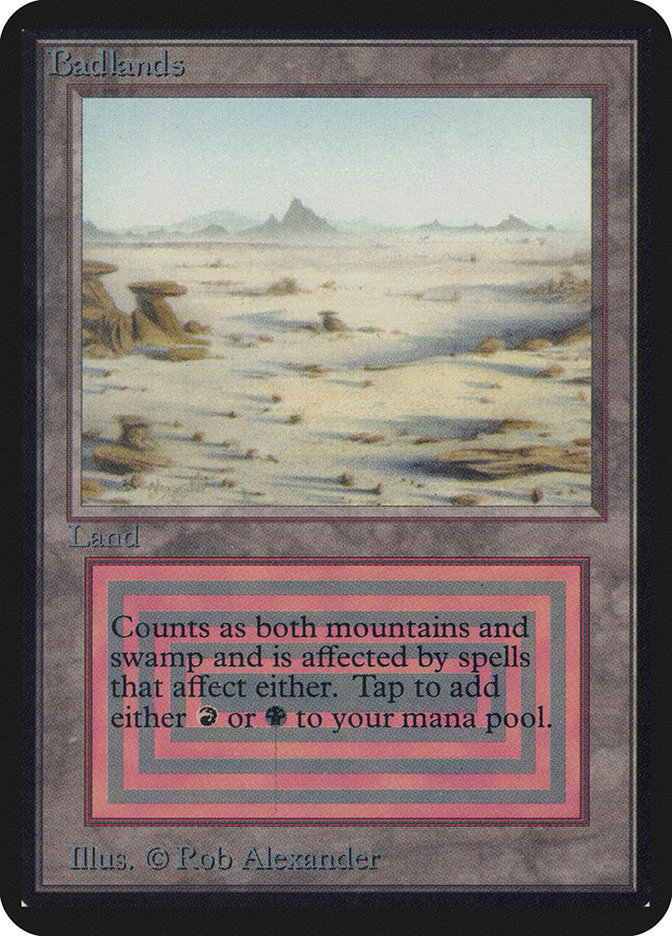 Badlands
Land
Counts as both mountains and
swamp and is affected by spells
that affect either. Tap to add
either or to your mana pool.
Illus. © Rob Alexander